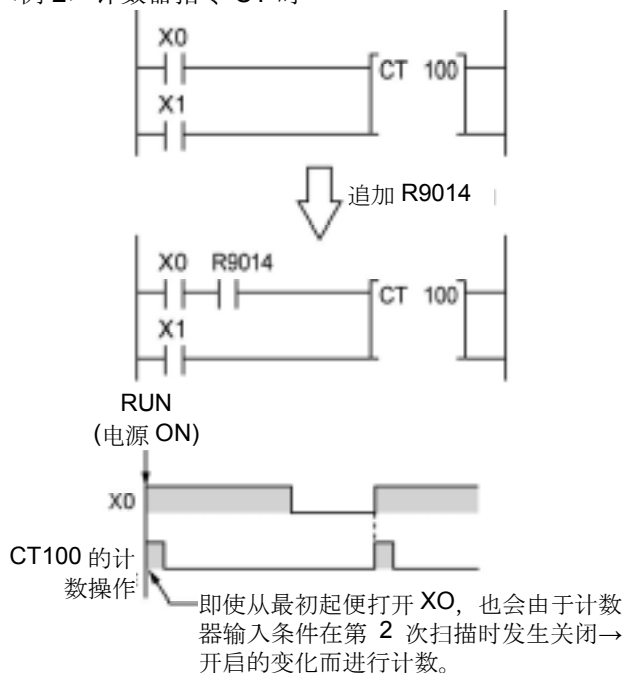 X0
CT 100
X1
追加 R9014
X0 R9014
CT 100
X1
RUN
(电源 ON)
X0
CT100 的计
数操作
即使从最初起便打开 XO，也会由于计数
器输入条件在第 2 次扫描时发生关闭→
开启的变化而进行计数。